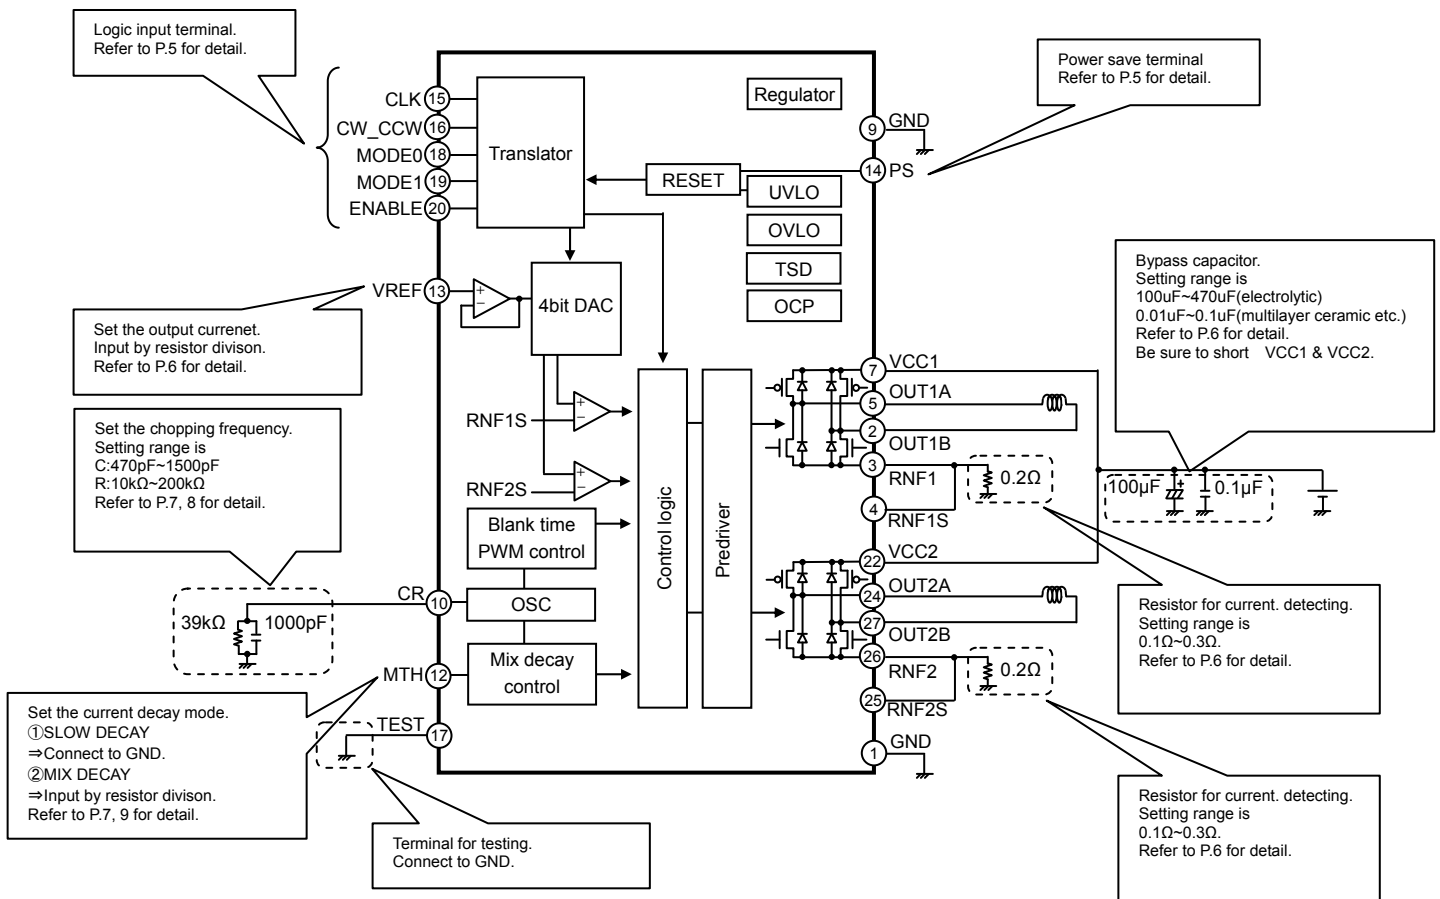 Logic input terminal.
Refer to P.5 for detail.
Power save terminal
Refer to P.5 for detail.
CLK 15
CW_CCW 16
MODE0 18
MODE1 19
ENABLE 20
Translator
Regulator
9 GND
14 PS
RESET
UVLO
OVLO
TSD
OCP
VREF 13
+
−
4bit DAC
Set the output currenet.
Input by resistor divison.
Refer to P.6 for detail.
Bypass capacitor.
Setting range is
100uF~470uF(electrolytic)
0.01uF~0.1uF(multilayer ceramic etc.)
Refer to P.6 for detail.
Be sure to short VCC1 & VCC2.
Set the chopping frequency.
Setting range is
C:470pF~1500pF
R:10kΩ~200kΩ
Refer to P.7, 8 for detail.
RNF1S
+
−
RNF2S
+
−
Blank time
PWM control
OSC
Mix decay
control
Control logic
Predriver
7 VCC1
5 OUT1A
2 OUT1B
3 RNF1
4 RNF1S
0.2Ω
100µF
+
0.1µF
22 VCC2
24 OUT2A
27 OUT2B
26 RNF2
25 RNF2S
0.2Ω
1 GND
CR 10
39kΩ
1000pF
MTH 12
TEST 17
Resistor for current. detecting.
Setting range is
0.1Ω~0.3Ω.
Refer to P.6 for detail.
Set the current decay mode.
①SLOW DECAY
⇒Connect to GND.
②MIX DECAY
⇒Input by resistor divison.
Refer to P.7, 9 for detail.
Terminal for testing.
Connect to GND.
Resistor for current. detecting.
Setting range is
0.1Ω~0.3Ω.
Refer to P.6 for detail.